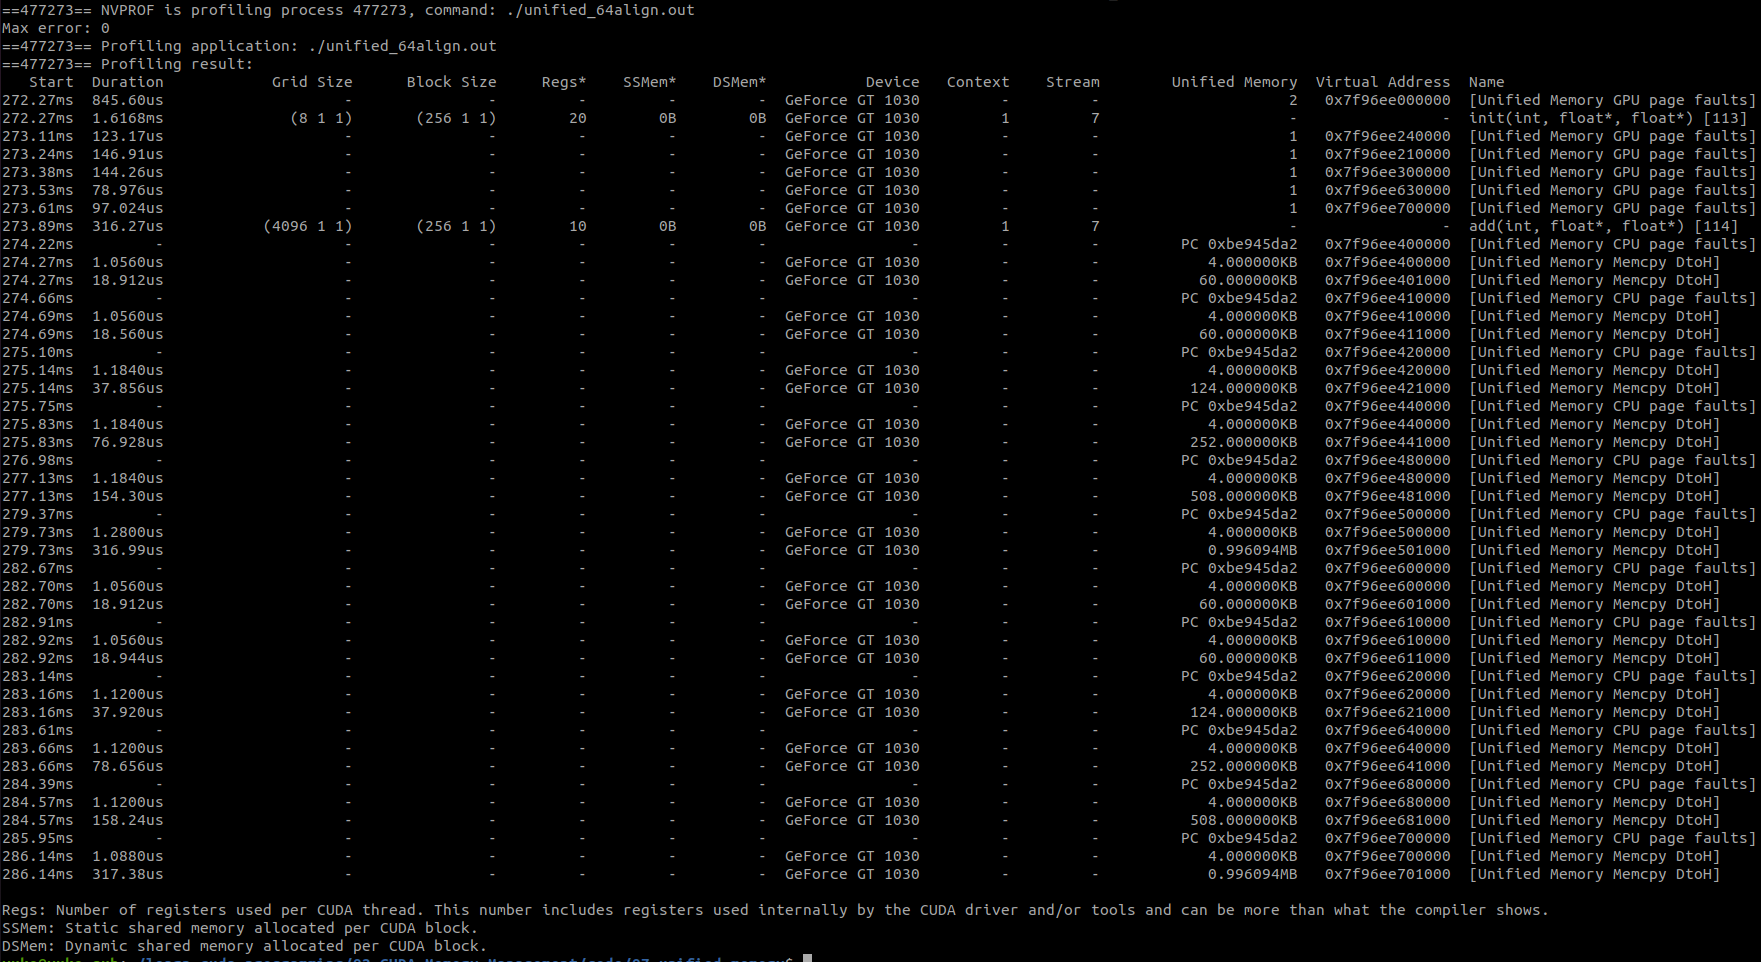 ==477273== NVPROF is profiling process 477273, command: ./unified_64align.out
Max error: 0
==477273== Profiling application: ./unified_64align.out
==477273== Profiling result:
Start Duration Grid Size Block Size Regs* SSMem* DSMem* Device Context Stream Unified Memory Virtual Address Name
272.27ms 845.60us - - - - - GeForce GT 1030 - - 2 0x7f96ee000000 [Unified Memory GPU page faults]
272.27ms 1.6168ms (8 1 1) (256 1 1) 20 0B 0B GeForce GT 1030 1 7 - - init(int, float*, float*) [113]
273.11ms 123.17us - - - - - GeForce GT 1030 - - 1 0x7f96ee240000 [Unified Memory GPU page faults]
273.24ms 146.91us - - - - - GeForce GT 1030 - - 1 0x7f96ee210000 [Unified Memory GPU page faults]
273.38ms 144.26us - - - - - GeForce GT 1030 - - 1 0x7f96ee300000 [Unified Memory GPU page faults]
273.53ms 78.976us - - - - - GeForce GT 1030 - - 1 0x7f96ee630000 [Unified Memory GPU page faults]
273.61ms 97.024us - - - - - GeForce GT 1030 - - 1 0x7f96ee700000 [Unified Memory GPU page faults]
273.89ms 316.27us (4096 1 1) (256 1 1) 10 0B 0B GeForce GT 1030 1 7 - - add(int, float*, float*) [114]
274.22ms - - - - - - - - - PC 0xbe945da2 0x7f96ee400000 [Unified Memory CPU page faults]
274.27ms 1.0560us - - - - - GeForce GT 1030 - - 4.000000KB 0x7f96ee400000 [Unified Memory Memcpy DtoH]
274.27ms 18.912us - - - - - GeForce GT 1030 - - 60.000000KB 0x7f96ee401000 [Unified Memory Memcpy DtoH]
274.66ms - - - - - - - - - PC 0xbe945da2 0x7f96ee410000 [Unified Memory CPU page faults]
274.69ms 1.0560us - - - - - GeForce GT 1030 - - 4.000000KB 0x7f96ee410000 [Unified Memory Memcpy DtoH]
274.69ms 18.560us - - - - - GeForce GT 1030 - - 60.000000KB 0x7f96ee411000 [Unified Memory Memcpy DtoH]
275.10ms - - - - - - - - - PC 0xbe945da2 0x7f96ee420000 [Unified Memory CPU page faults]
275.14ms 1.1840us - - - - - GeForce GT 1030 - - 4.000000KB 0x7f96ee420000 [Unified Memory Memcpy DtoH]
275.14ms 37.856us - - - - - GeForce GT 1030 - - 124.000000KB 0x7f96ee421000 [Unified Memory Memcpy DtoH]
275.75ms - - - - - - - - - PC 0xbe945da2 0x7f96ee440000 [Unified Memory CPU page faults]
275.83ms 1.1840us - - - - - GeForce GT 1030 - - 4.000000KB 0x7f96ee440000 [Unified Memory Memcpy DtoH]
275.83ms 76.928us - - - - - GeForce GT 1030 - - 252.000000KB 0x7f96ee441000 [Unified Memory Memcpy DtoH]
276.98ms - - - - - - - - - PC 0xbe945da2 0x7f96ee480000 [Unified Memory CPU page faults]
277.13ms 1.1840us - - - - - GeForce GT 1030 - - 4.000000KB 0x7f96ee480000 [Unified Memory Memcpy DtoH]
277.13ms 154.30us - - - - - GeForce GT 1030 - - 508.000000KB 0x7f96ee481000 [Unified Memory Memcpy DtoH]
279.37ms - - - - - - - - - PC 0xbe945da2 0x7f96ee500000 [Unified Memory CPU page faults]
279.73ms 1.2800us - - - - - GeForce GT 1030 - - 4.000000KB 0x7f96ee500000 [Unified Memory Memcpy DtoH]
279.73ms 316.99us - - - - - GeForce GT 1030 - - 0.996094MB 0x7f96ee501000 [Unified Memory Memcpy DtoH]
282.67ms - - - - - - - - - PC 0xbe945da2 0x7f96ee600000 [Unified Memory CPU page faults]
282.70ms 1.0560us - - - - - GeForce GT 1030 - - 4.000000KB 0x7f96ee600000 [Unified Memory Memcpy DtoH]
282.70ms 18.912us - - - - - GeForce GT 1030 - - 60.000000KB 0x7f96ee601000 [Unified Memory Memcpy DtoH]
282.91ms - - - - - - - - - PC 0xbe945da2 0x7f96ee610000 [Unified Memory CPU page faults]
282.92ms 1.0560us - - - - - GeForce GT 1030 - - 4.000000KB 0x7f96ee610000 [Unified Memory Memcpy DtoH]
282.92ms 18.944us - - - - - GeForce GT 1030 - - 60.000000KB 0x7f96ee611000 [Unified Memory Memcpy DtoH]
283.14ms - - - - - - - - - PC 0xbe945da2 0x7f96ee620000 [Unified Memory CPU page faults]
283.16ms 1.1200us - - - - - GeForce GT 1030 - - 4.000000KB 0x7f96ee620000 [Unified Memory Memcpy DtoH]
283.16ms 37.920us - - - - - GeForce GT 1030 - - 124.000000KB 0x7f96ee621000 [Unified Memory Memcpy DtoH]
283.61ms - - - - - - - - - PC 0xbe945da2 0x7f96ee640000 [Unified Memory CPU page faults]
283.66ms 1.1200us - - - - - GeForce GT 1030 - - 4.000000KB 0x7f96ee640000 [Unified Memory Memcpy DtoH]
283.66ms 78.656us - - - - - GeForce GT 1030 - - 252.000000KB 0x7f96ee641000 [Unified Memory Memcpy DtoH]
284.39ms - - - - - - - - - PC 0xbe945da2 0x7f96ee680000 [Unified Memory CPU page faults]
284.57ms 1.1200us - - - - - GeForce GT 1030 - - 4.000000KB 0x7f96ee680000 [Unified Memory Memcpy DtoH]
284.57ms 158.24us - - - - - GeForce GT 1030 - - 508.000000KB 0x7f96ee681000 [Unified Memory Memcpy DtoH]
285.95ms - - - - - - - - - PC 0xbe945da2 0x7f96ee700000 [Unified Memory CPU page faults]
286.14ms 1.0880us - - - - - GeForce GT 1030 - - 4.000000KB 0x7f96ee700000 [Unified Memory Memcpy DtoH]
286.14ms 317.38us - - - - - GeForce GT 1030 - - 0.996094MB 0x7f96ee701000 [Unified Memory Memcpy DtoH]
Regs: Number of registers used per CUDA thread. This number includes registers used internally by the CUDA driver and/or tools and can be more than what the compiler shows.
SSMem: Static shared memory allocated per CUDA block.
DSMem: Dynamic shared memory allocated per CUDA block.